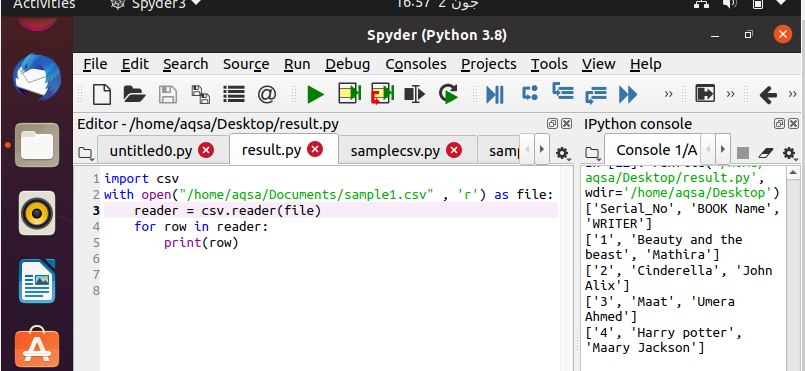 Activities Spyder3 16:57 2 جون
Spyder (Python 3.8)
File Edit Search Source Run Debug Consoles Projects Tools View Help
Editor - /home/aqsa/Desktop/result.py
untitled0.py result.py samplecsv.py samp
1 import csv
2 with open("/home/aqsa/Documents/sample1.csv" , 'r') as file:
3 reader = csv.reader(file)
4 for row in reader:
5 print(row)
6
7
8
IPython console
Console 1/A
aqsa/Desktop/result.py',
wdir='/home/aqsa/Desktop')
['Serial_No', 'BOOK Name',
'WRITER']
['1', 'Beauty and the
beast', 'Mathira']
['2', 'Cinderella', 'John
Alix']
['3', 'Maat', 'Umera
Ahmed']
['4', 'Harry potter',
'Maary Jackson']